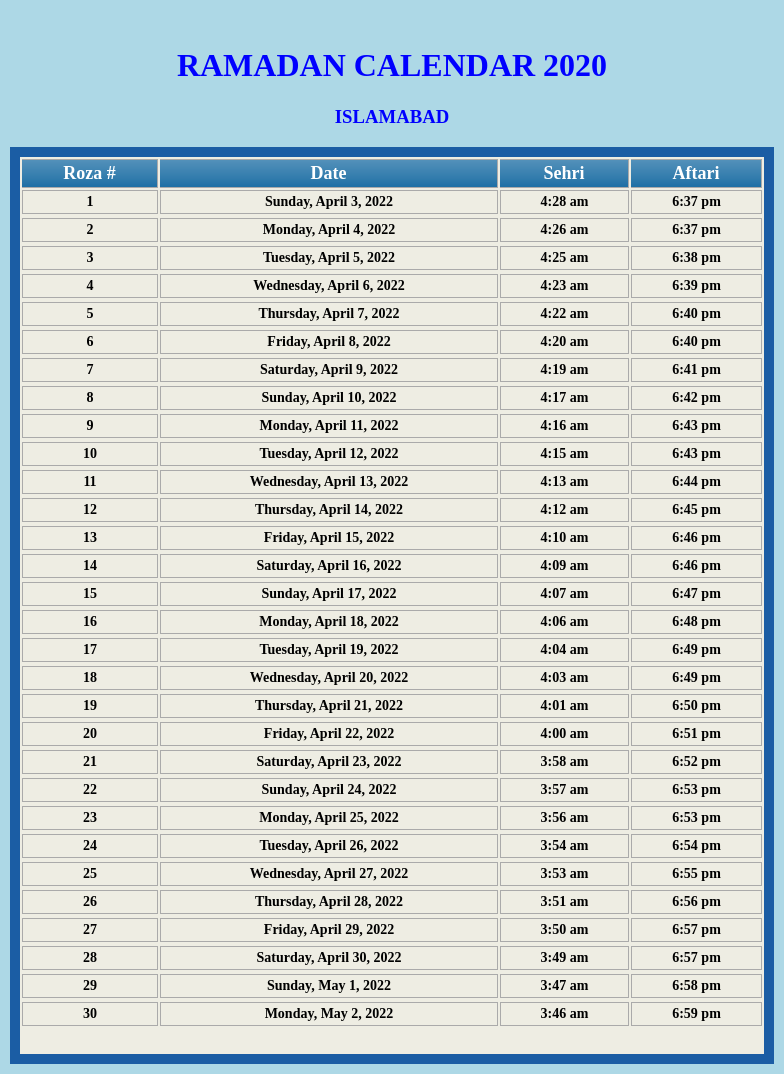 RAMADAN CALENDAR 2020
ISLAMABAD
Roza # Date Sehri Aftari
1 Sunday, April 3, 2022 4:28 am 6:37 pm
2 Monday, April 4, 2022 4:26 am 6:37 pm
3 Tuesday, April 5, 2022 4:25 am 6:38 pm
4 Wednesday, April 6, 2022 4:23 am 6:39 pm
5 Thursday, April 7, 2022 4:22 am 6:40 pm
6 Friday, April 8, 2022 4:20 am 6:40 pm
7 Saturday, April 9, 2022 4:19 am 6:41 pm
8 Sunday, April 10, 2022 4:17 am 6:42 pm
9 Monday, April 11, 2022 4:16 am 6:43 pm
10 Tuesday, April 12, 2022 4:15 am 6:43 pm
11 Wednesday, April 13, 2022 4:13 am 6:44 pm
12 Thursday, April 14, 2022 4:12 am 6:45 pm
13 Friday, April 15, 2022 4:10 am 6:46 pm
14 Saturday, April 16, 2022 4:09 am 6:46 pm
15 Sunday, April 17, 2022 4:07 am 6:47 pm
16 Monday, April 18, 2022 4:06 am 6:48 pm
17 Tuesday, April 19, 2022 4:04 am 6:49 pm
18 Wednesday, April 20, 2022 4:03 am 6:49 pm
19 Thursday, April 21, 2022 4:01 am 6:50 pm
20 Friday, April 22, 2022 4:00 am 6:51 pm
21 Saturday, April 23, 2022 3:58 am 6:52 pm
22 Sunday, April 24, 2022 3:57 am 6:53 pm
23 Monday, April 25, 2022 3:56 am 6:53 pm
24 Tuesday, April 26, 2022 3:54 am 6:54 pm
25 Wednesday, April 27, 2022 3:53 am 6:55 pm
26 Thursday, April 28, 2022 3:51 am 6:56 pm
27 Friday, April 29, 2022 3:50 am 6:57 pm
28 Saturday, April 30, 2022 3:49 am 6:57 pm
29 Sunday, May 1, 2022 3:47 am 6:58 pm
30 Monday, May 2, 2022 3:46 am 6:59 pm